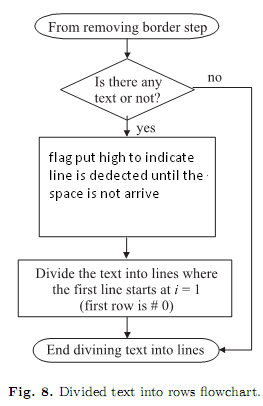 From removing border step
Is there any
text or not?
no
yes
flag put high to indicate
line is dedected until the
space is not arrive
Divide the text into lines where
the first line starts at i = 1
(first row is # 0)
End divining text into lines
Fig. 8. Divided text into rows flowchart.